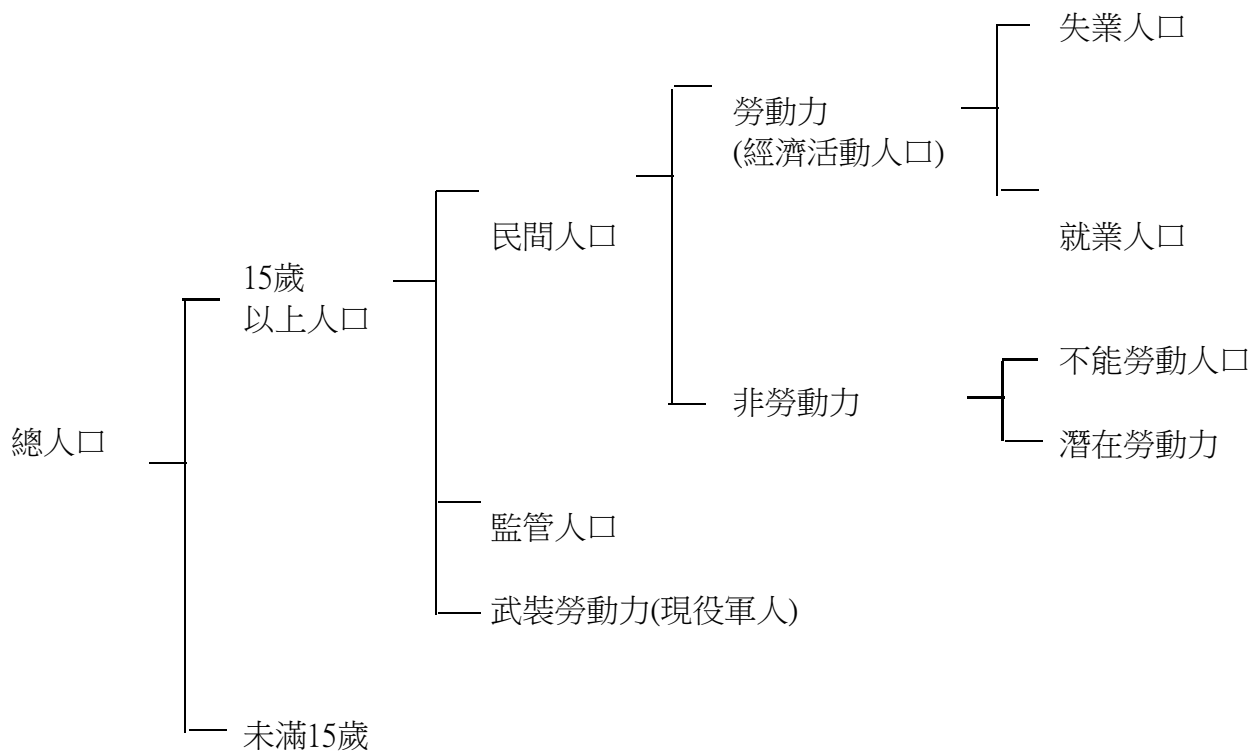 失業人口
勞動力
(經濟活動人口)
民間人口
就業人口
15歲
以上人口
不能勞動人口
非勞動力
總人口
潛在勞動力
監管人口
武裝勞動力(現役軍人)
未滿15歲